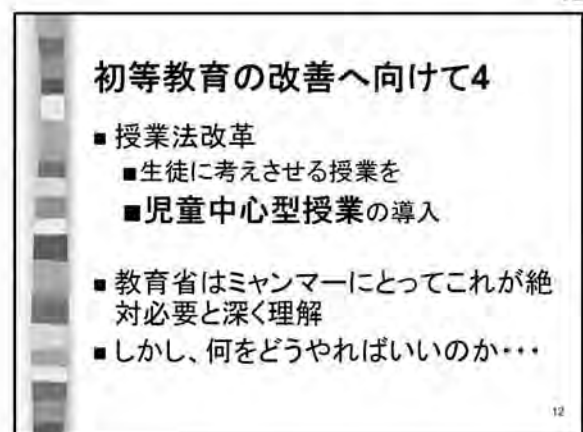 初等教育の改善へ向けて4
■ 授業法改革
■生徒に考えさせる授業を
■児童中心型授業の導入
■ 教育省はミャンマーにとってこれが絶
対必要と深く理解
■ しかし、何をどうやればいいのか・・・
12